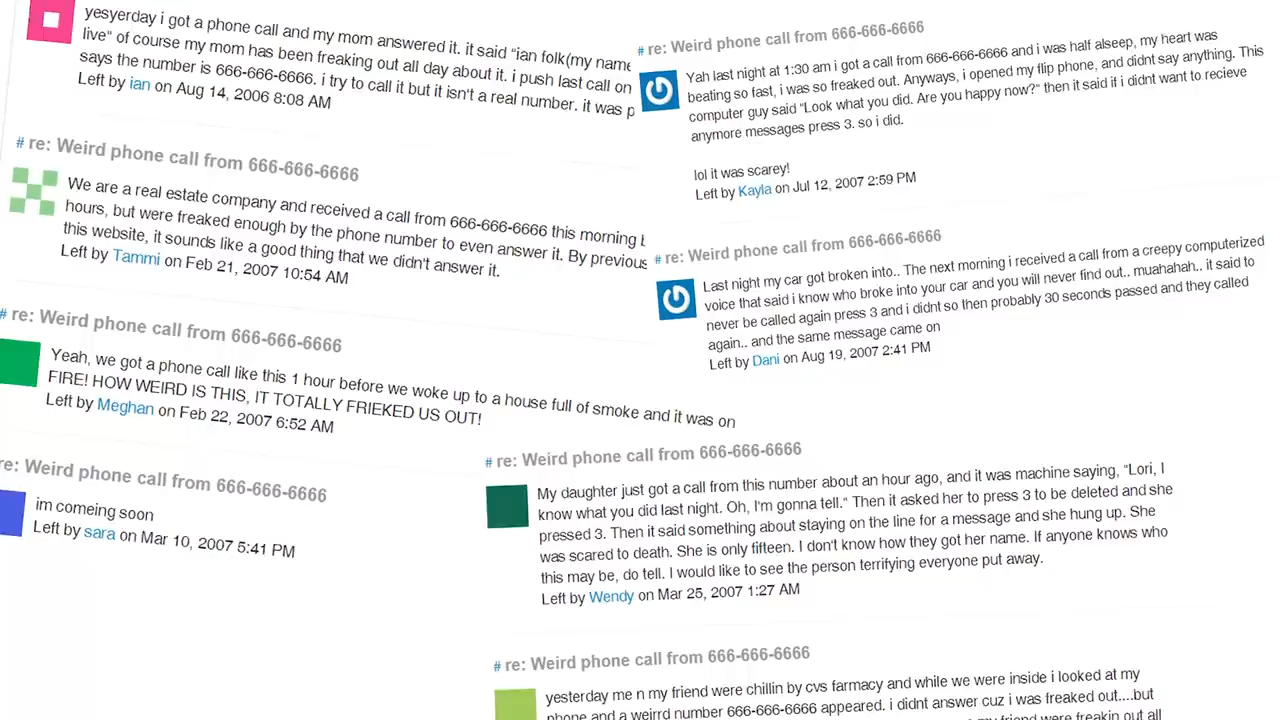 yesyerday i got a phone call and my mom answered it. it said "ian folk(my name
live" of course my mom has been freaking out all day about it. i push last call on
says the number is 666-666-6666. i try to call it but it isn't a real number. it was p
Left by ian on Aug 14, 2006 8:08 AM
# re: Weird phone call from 666-666-6666
We are a real estate company and received a call from 666-666-6666 this morning b
hours, but were freaked enough by the phone number to even answer it. By previous
this website, it sounds like a good thing that we didn't answer it.
Left by Tammi on Feb 21, 2007 10:54 AM
# re: Weird phone call from 666-666-6666
Yeah, we got a phone call like this 1 hour before we woke up to a house full of smoke and it was on
FIRE! HOW WEIRD IS THIS, IT TOTALLY FRIEKED US OUT!
Left by Meghan on Feb 22, 2007 6:52 AM
re: Weird phone call from 666-666-6666
im comeing soon
Left by sara on Mar 10, 2007 5:41 PM
# re: Weird phone call from 666-666-6666
Yah last night at 1:30 am i got a call from 666-666-6666 and i was half alseep, my heart was
beating so fast, i was so freaked out. Anyways, i opened my flip phone, and didnt say anything. This
computer guy said "Look what you did. Are you happy now?" then it said if i didnt want to recieve
anymore messages press 3. so i did.
lol it was scarey!
Left by Kayla on Jul 12, 2007 2:59 PM
# re: Weird phone call from 666-666-6666
Last night my car got broken into.. The next morning i received a call from a creepy computerized
voice that said i know who broke into your car and you will never find out.. muahahah.. it said to
never be called again press 3 and i didnt so then probably 30 seconds passed and they called
again.. and the same message came on
Left by Dani on Aug 19, 2007 2:41 PM
# re: Weird phone call from 666-666-6666
My daughter just got a call from this number about an hour ago, and it was machine saying, "Lori, I
know what you did last night. Oh, I'm gonna tell." Then it asked her to press 3 to be deleted and she
pressed 3. Then it said something about staying on the line for a message and she hung up. She
was scared to death. She is only fifteen. I don't know how they got her name. If anyone knows who
this may be, do tell. I would like to see the person terrifying everyone put away.
Left by Wendy on Mar 25, 2007 1:27 AM
# re: Weird phone call from 666-666-6666
yesterday me n my friend were chillin by cvs farmacy and while we were inside i looked at my
phone and a weirrd number 666-666-6666 appeared. i didnt answer cuz i was freaked out....but
my friend were freakin out all